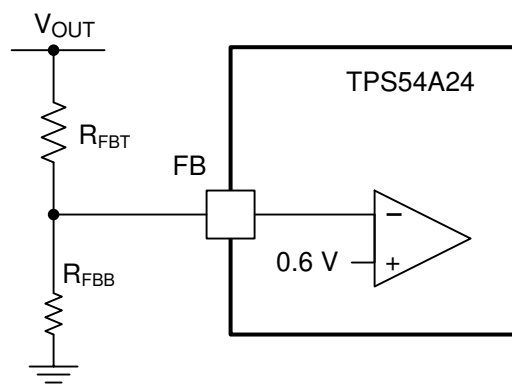 VOUT
TPS54A24
RFBT
FB
−
0.6 V
+
RFBB